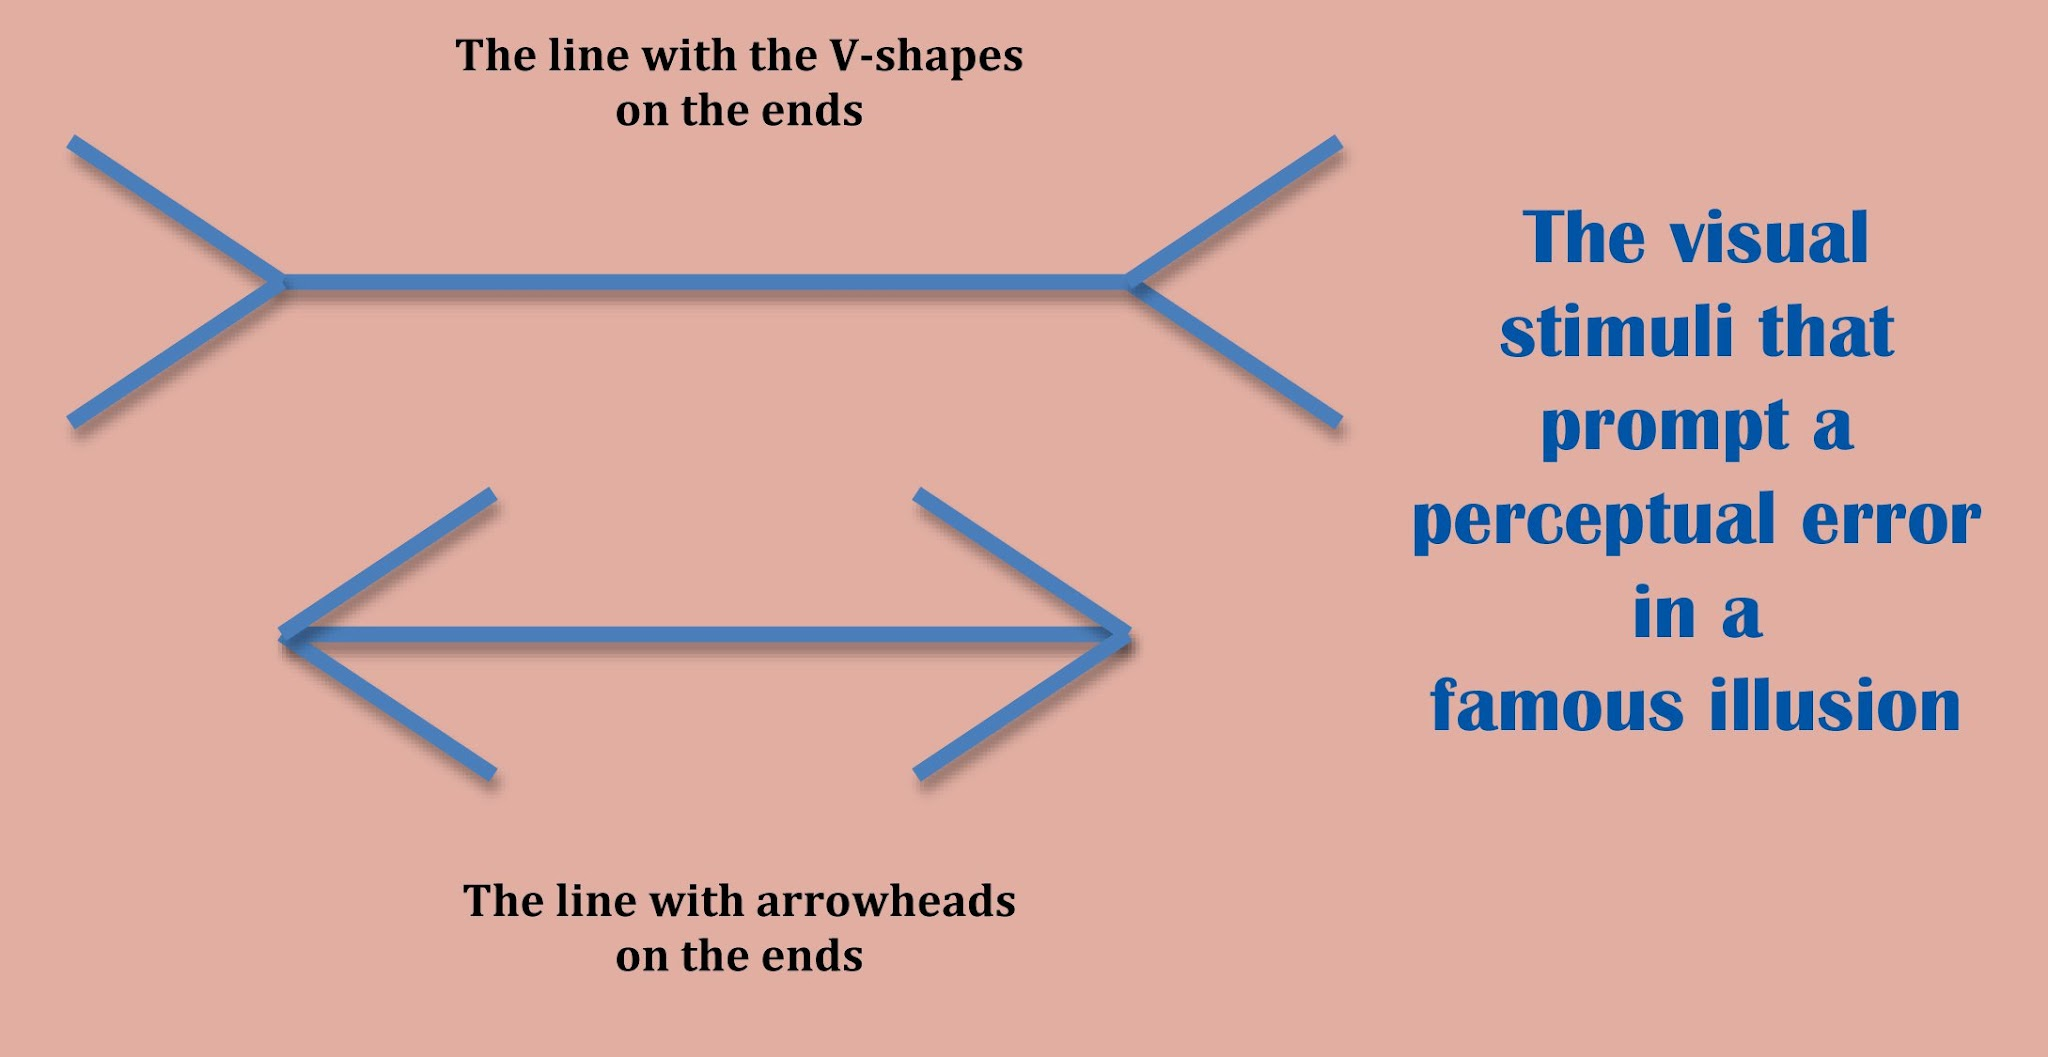 The line with the V-shapes
on the ends
The visual
stimuli that
prompt a
perceptual error
in a
famous illusion
The line with arrowheads
on the ends